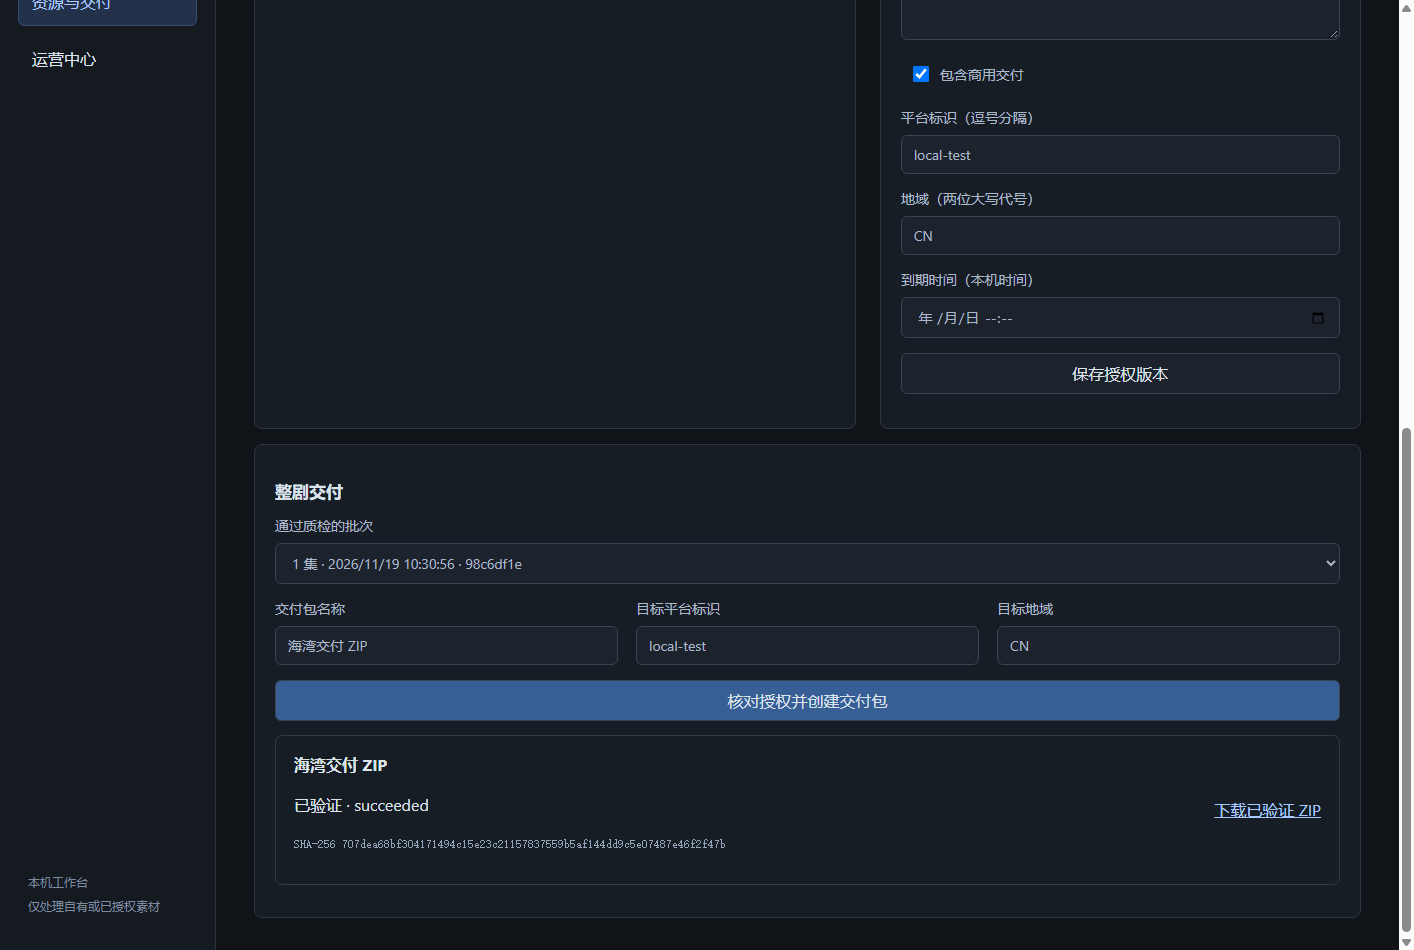 资源与交付
运营中心
包含商用交付
平台标识（逗号分隔）
local-test
地域（两位大写代号）
CN
到期时间（本机时间）
年 /月/日 --:--
保存授权版本
整剧交付
通过质检的批次
1 集 · 2026/11/19 10:30:56 · 98c6df1e
交付包名称
目标平台标识
目标地域
海湾交付 ZIP
local-test
CN
核对授权并创建交付包
海湾交付 ZIP
已验证 · succeeded
下载已验证 ZIP
SHA-256 707dea68bf304171494c15e23c21157837559b5af144dd9c5e07487e46f2f47b
本机工作台
仅处理自有或已授权素材